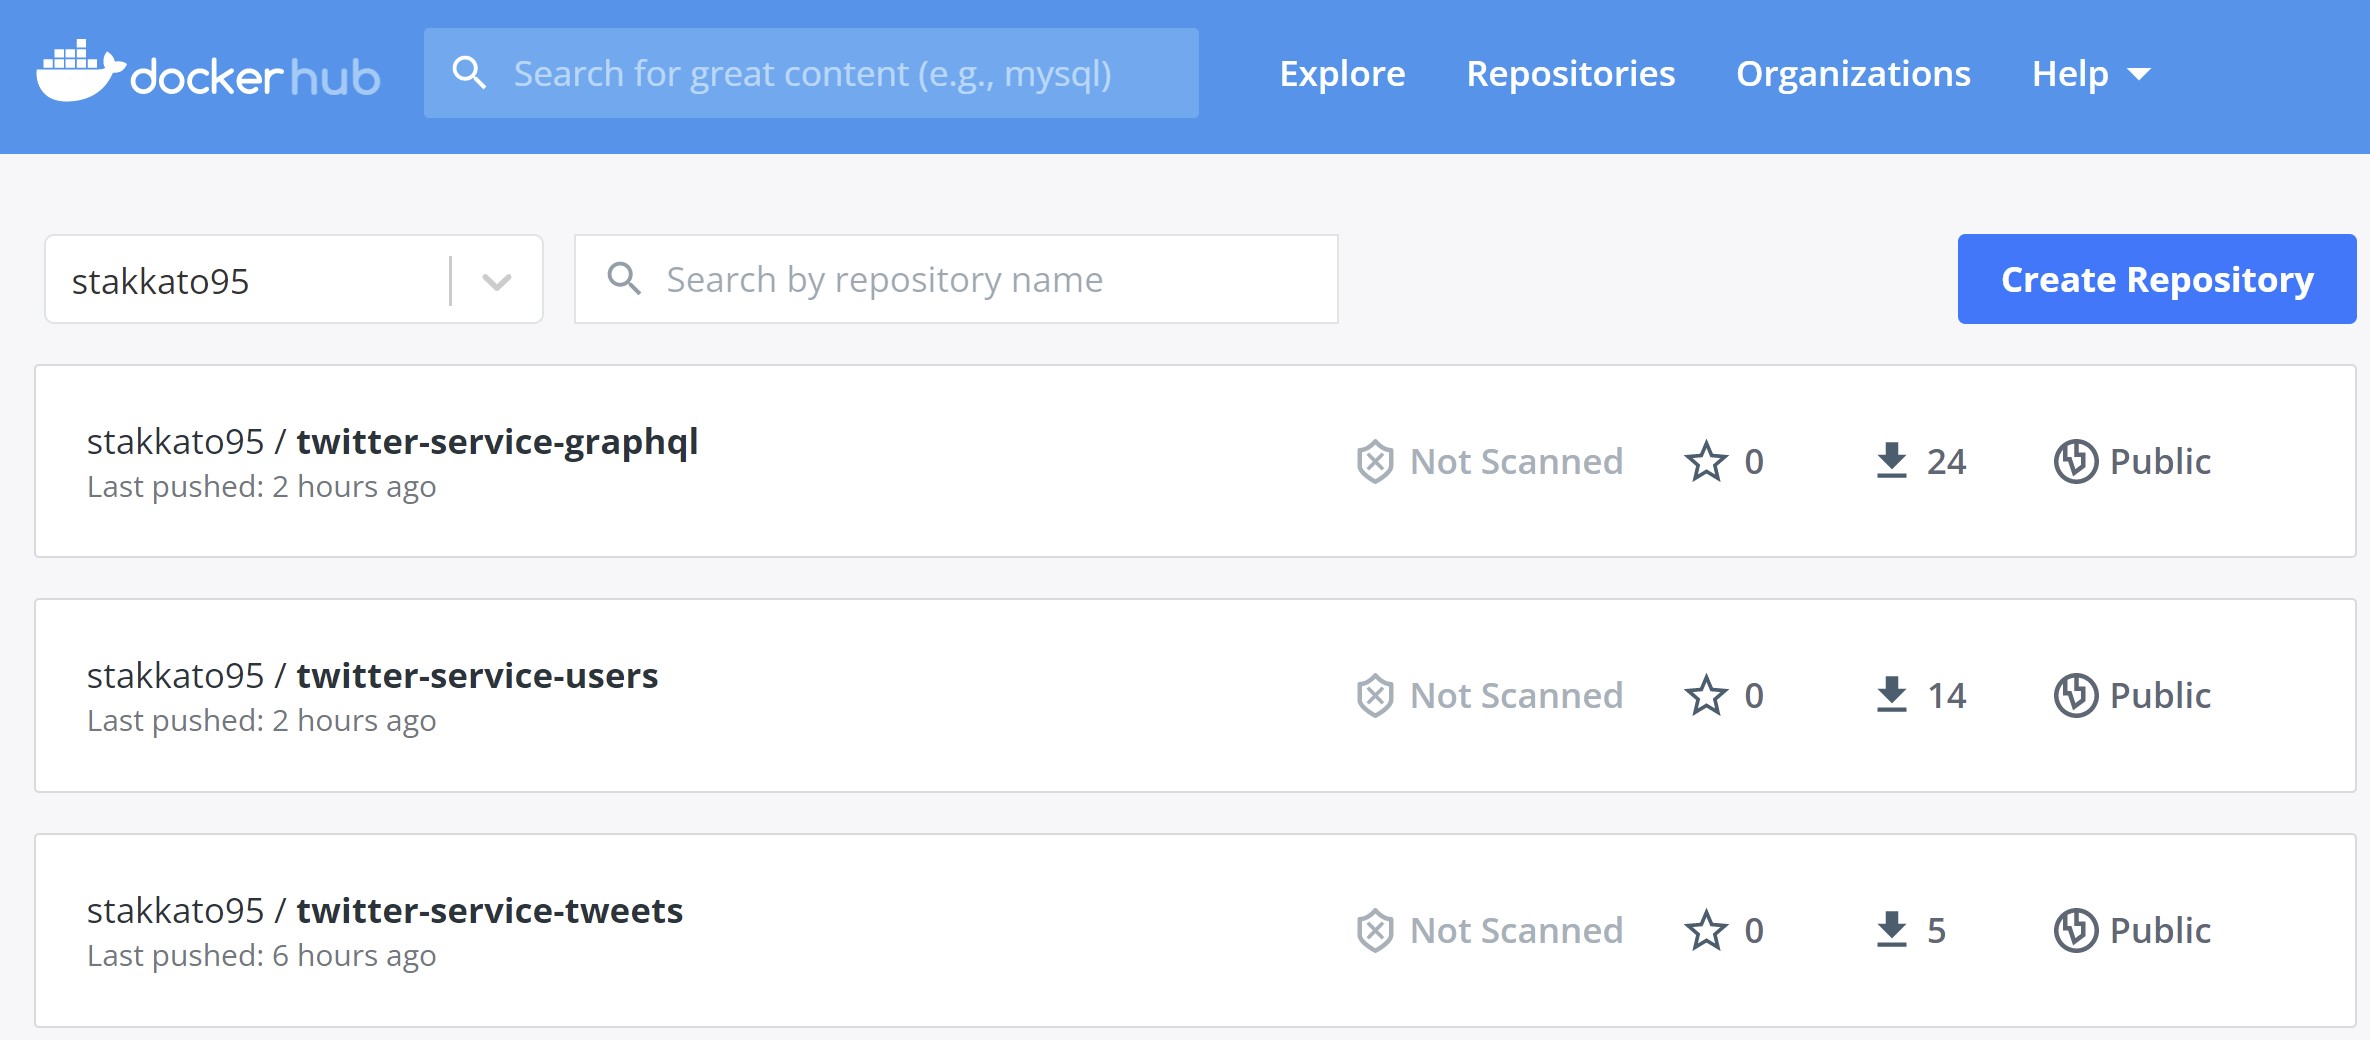 docker hub
Search for great content (e.g., mysql)
Explore
Repositories
Organizations
Help
stakkato95
Search by repository name
Create Repository
stakkato95 / twitter-service-graphql
Last pushed: 2 hours ago
Not Scanned
0
24
Public
stakkato95 / twitter-service-users
Last pushed: 2 hours ago
Not Scanned
0
14
Public
stakkato95 / twitter-service-tweets
Last pushed: 6 hours ago
Not Scanned
0
5
Public